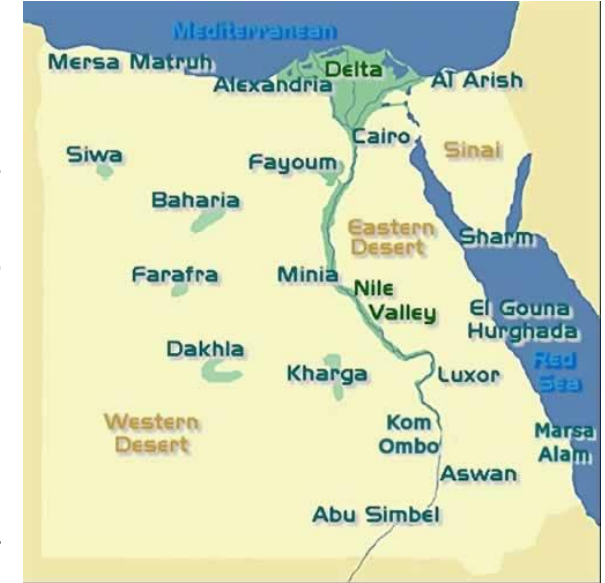 Mediterranean
Mersa Matruh
Delta
Alexandria
Al Arish
Cairo
Siwa
Fayoum
Sinai
Baharia
Eastern
Desert
Sharm
Farafra
Minia
Nile
Valley
El Gouna
Hurghada
Dakhla
Kharga
Luxor
Red
Sea
Western
Desert
Kom
Ombo
Marsa
Alam
Aswan
Abu Simbel